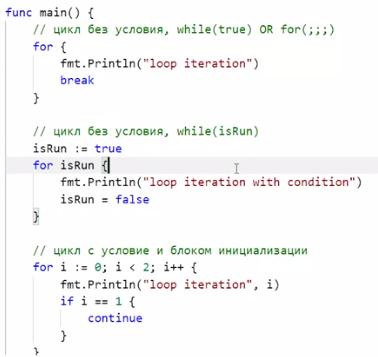 func main() {
// цикл без условия, while(true) OR for(;;;)
for {
fmt.Println("loop iteration")
break
}
// цикл без условия, while(isRun)
isRun := true
for isRun {
fmt.Println("loop iteration with condition")
isRun = false
}
// цикл с условие и блоком инициализации
for i := 0; i < 2; i++ {
fmt.Println("loop iteration", i)
if i == 1 {
continue
}
}